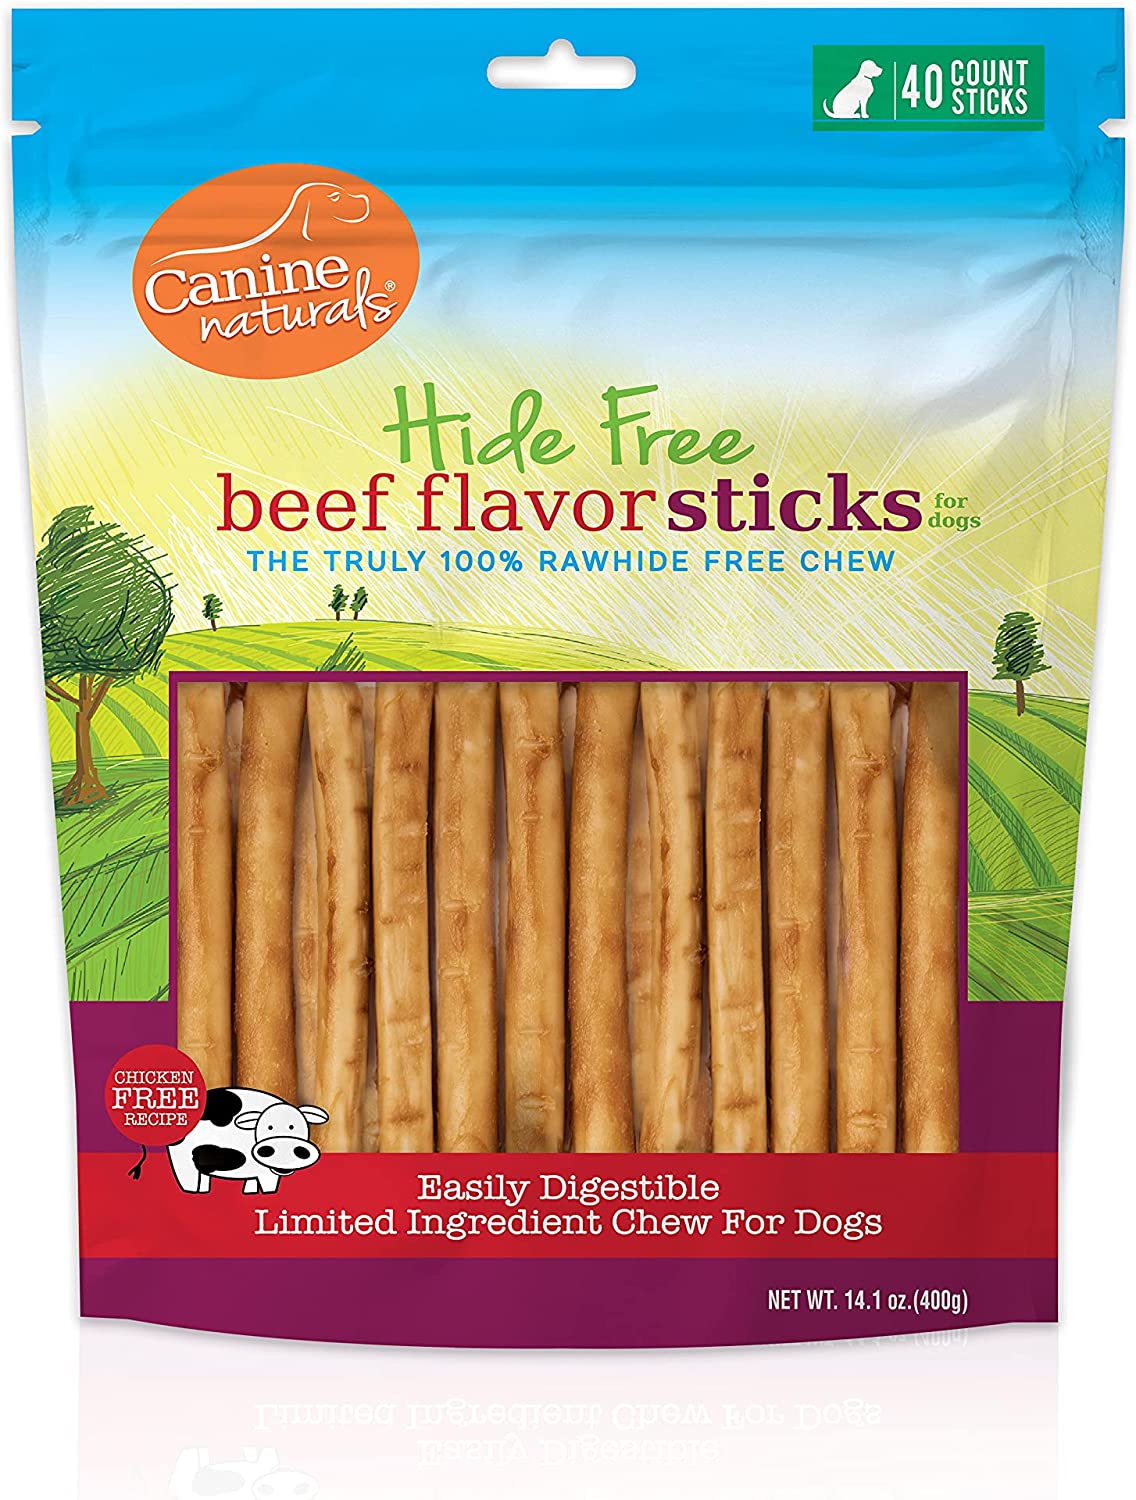 40 COUNT
STICKS
Canine
naturals®
Hide Free
beef flavor sticks for
dogs
THE TRULY 100% RAWHIDE FREE CHEW
CHICKEN
FREE
RECIPE
Easily Digestible
Limited Ingredient Chew For Dogs
NET WT. 14.1 oz.(400g)